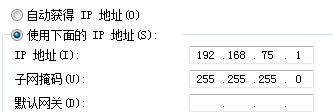 自动获得 IP 地址(O)
使用下面的 IP 地址(S):
IP 地址(I): 192 .168 . 75 . 1
子网掩码(U): 255 .255 .255 . 0
默认网关(D): . . .